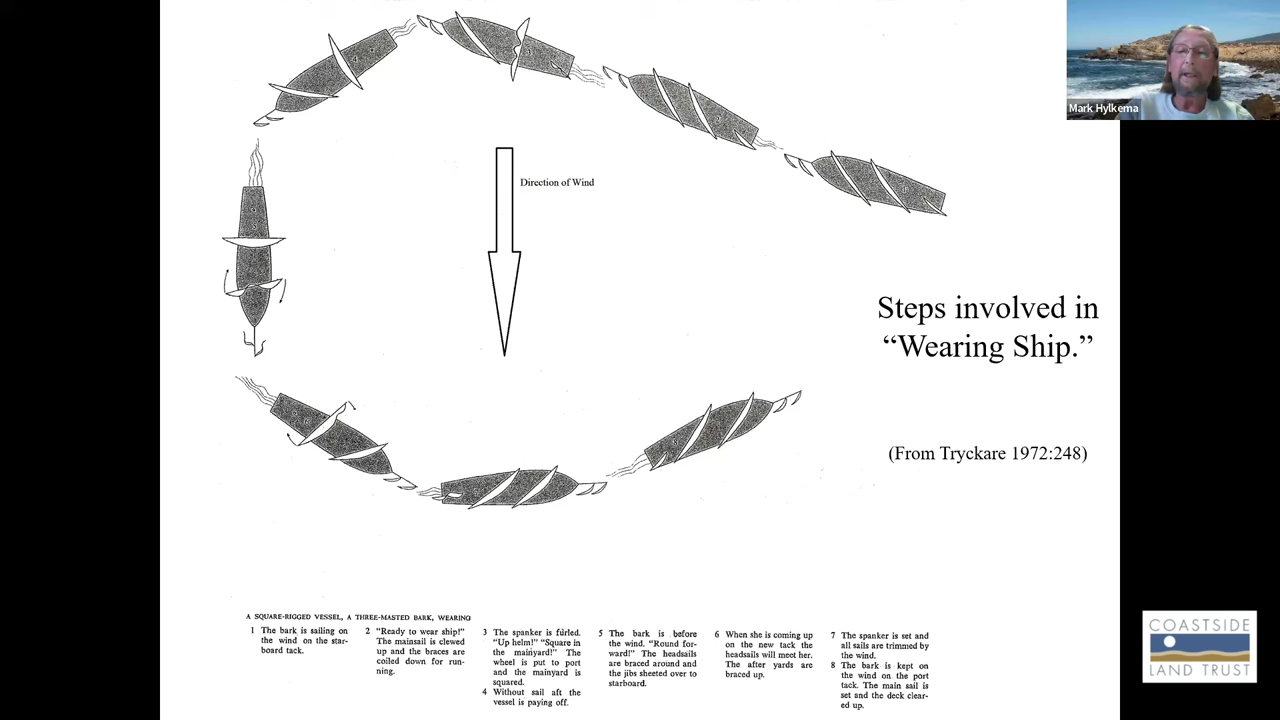 Mark Hylkema
Direction of Wind
Steps involved in
“Wearing Ship.”
(From Tryckare 1972:248)
A SQUARE-RIGGED VESSEL, A THREE-MASTED BARK, WEARING
1 The bark is sailing on
the wind on the star-
board tack.
2 “Ready to wear ship!”
The mainsail is clewed
up and the braces are
coiled down for run-
ning.
3 The spanker is furled.
“Up helm!” “Square in
the mainyard!” The
wheel is put to port
and the mainyard is
squared.
4 Without sail aft the
vessel is paying off.
5 The bark is before
the wind. “Round for-
ward!” The headsails
are braced around and
the jibs sheeted over to
starboard.
6 When she is coming up
on the new tack the
headsails will meet her.
The after yards are
braced up.
7 The spanker is set and
all sails are trimmed by
the wind.
8 The bark is kept on
the wind on the port
tack. The main sail is
set and the deck clear-
ed up.
COASTSIDE
LAND TRUST